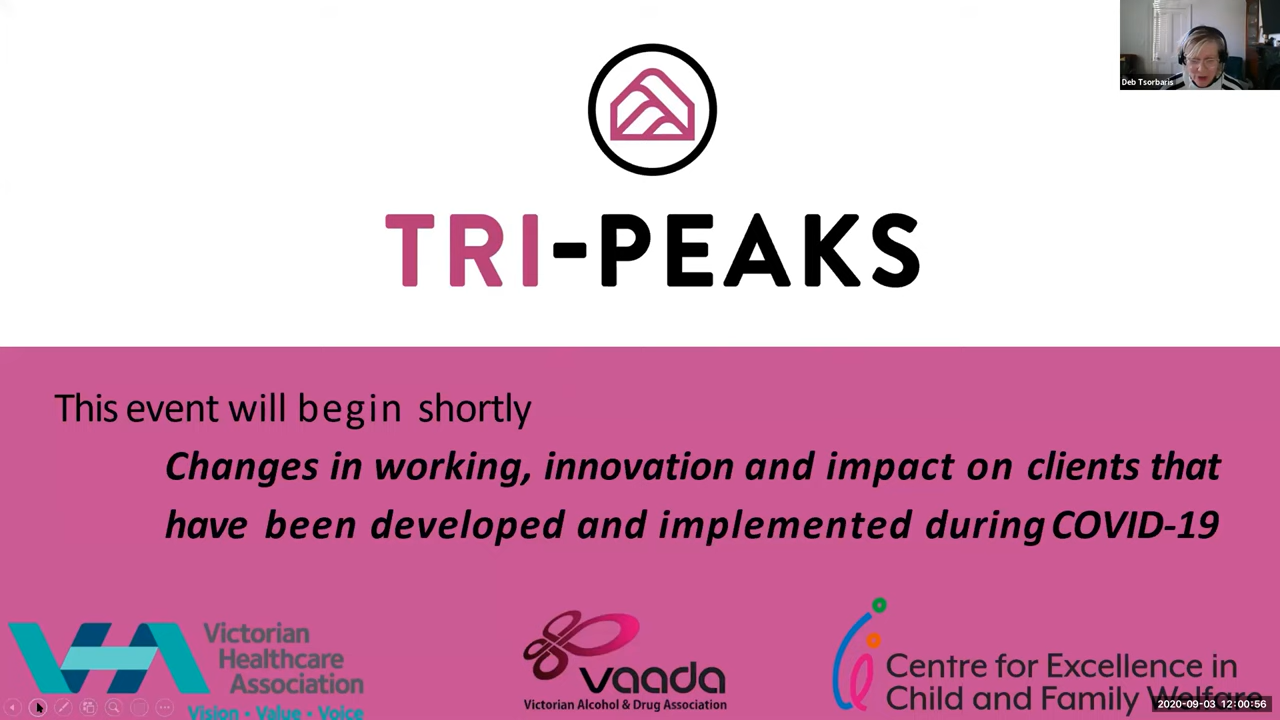 Deb Tsorbaris
TRI-PEAKS
This event will begin shortly
Changes in working, innovation and impact on clients that
have been developed and implemented during COVID-19
Victorian
Healthcare
Association
Vision • Value • Voice
vaada
Victorian Alcohol & Drug Association
Centre for Excellence in
Child and Family Welfare
2020-09-03 12:00:56